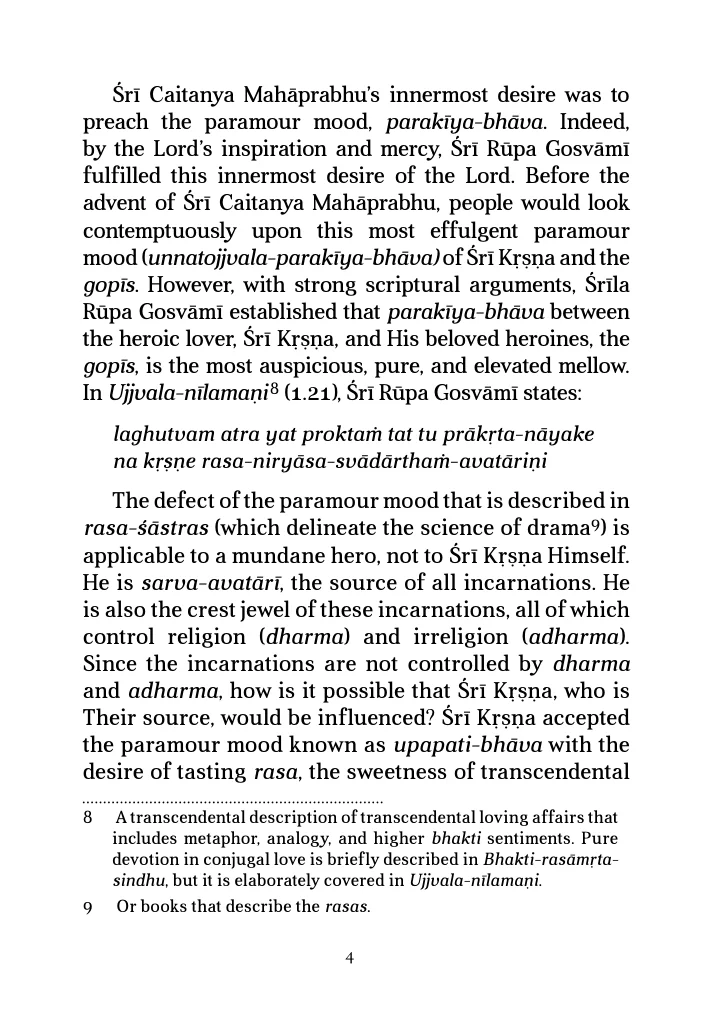 Śrī Caitanya Mahāprabhu’s innermost desire was to
preach the paramour mood, parakīya-bhāva. Indeed,
by the Lord’s inspiration and mercy, Śrī Rūpa Gosvāmī
fulfilled this innermost desire of the Lord. Before the
advent of Śrī Caitanya Mahāprabhu, people would look
contemptuously upon this most effulgent paramour
mood (unnatojjvala-parakīya-bhāva) of Śrī Kṛṣṇa and the
gopīs. However, with strong scriptural arguments, Śrīla
Rūpa Gosvāmī established that parakīya-bhāva between
the heroic lover, Śrī Kṛṣṇa, and His beloved heroines, the
gopīs, is the most auspicious, pure, and elevated mellow.
In Ujjvala-nīlamaṇi8 (1.21), Śrī Rūpa Gosvāmī states:
laghutvam atra yat proktaṁ tat tu prākṛta-nāyake
na kṛṣṇe rasa-niryāsa-svādārthaṁ-avatāriṇi
The defect of the paramour mood that is described in
rasa-śāstras (which delineate the science of drama9) is
applicable to a mundane hero, not to Śrī Kṛṣṇa Himself.
He is sarva-avatārī, the source of all incarnations. He
is also the crest jewel of these incarnations, all of which
control religion (dharma) and irreligion (adharma).
Since the incarnations are not controlled by dharma
and adharma, how is it possible that Śrī Kṛṣṇa, who is
Their source, would be influenced? Śrī Kṛṣṇa accepted
the paramour mood known as upapati-bhāva with the
desire of tasting rasa, the sweetness of transcendental
8 A transcendental description of transcendental loving affairs that
includes metaphor, analogy, and higher bhakti sentiments. Pure
devotion in conjugal love is briefly described in Bhakti-rasāmṛta-
sindhu, but it is elaborately covered in Ujjvala-nīlamaṇi.
9 Or books that describe the rasas.
4